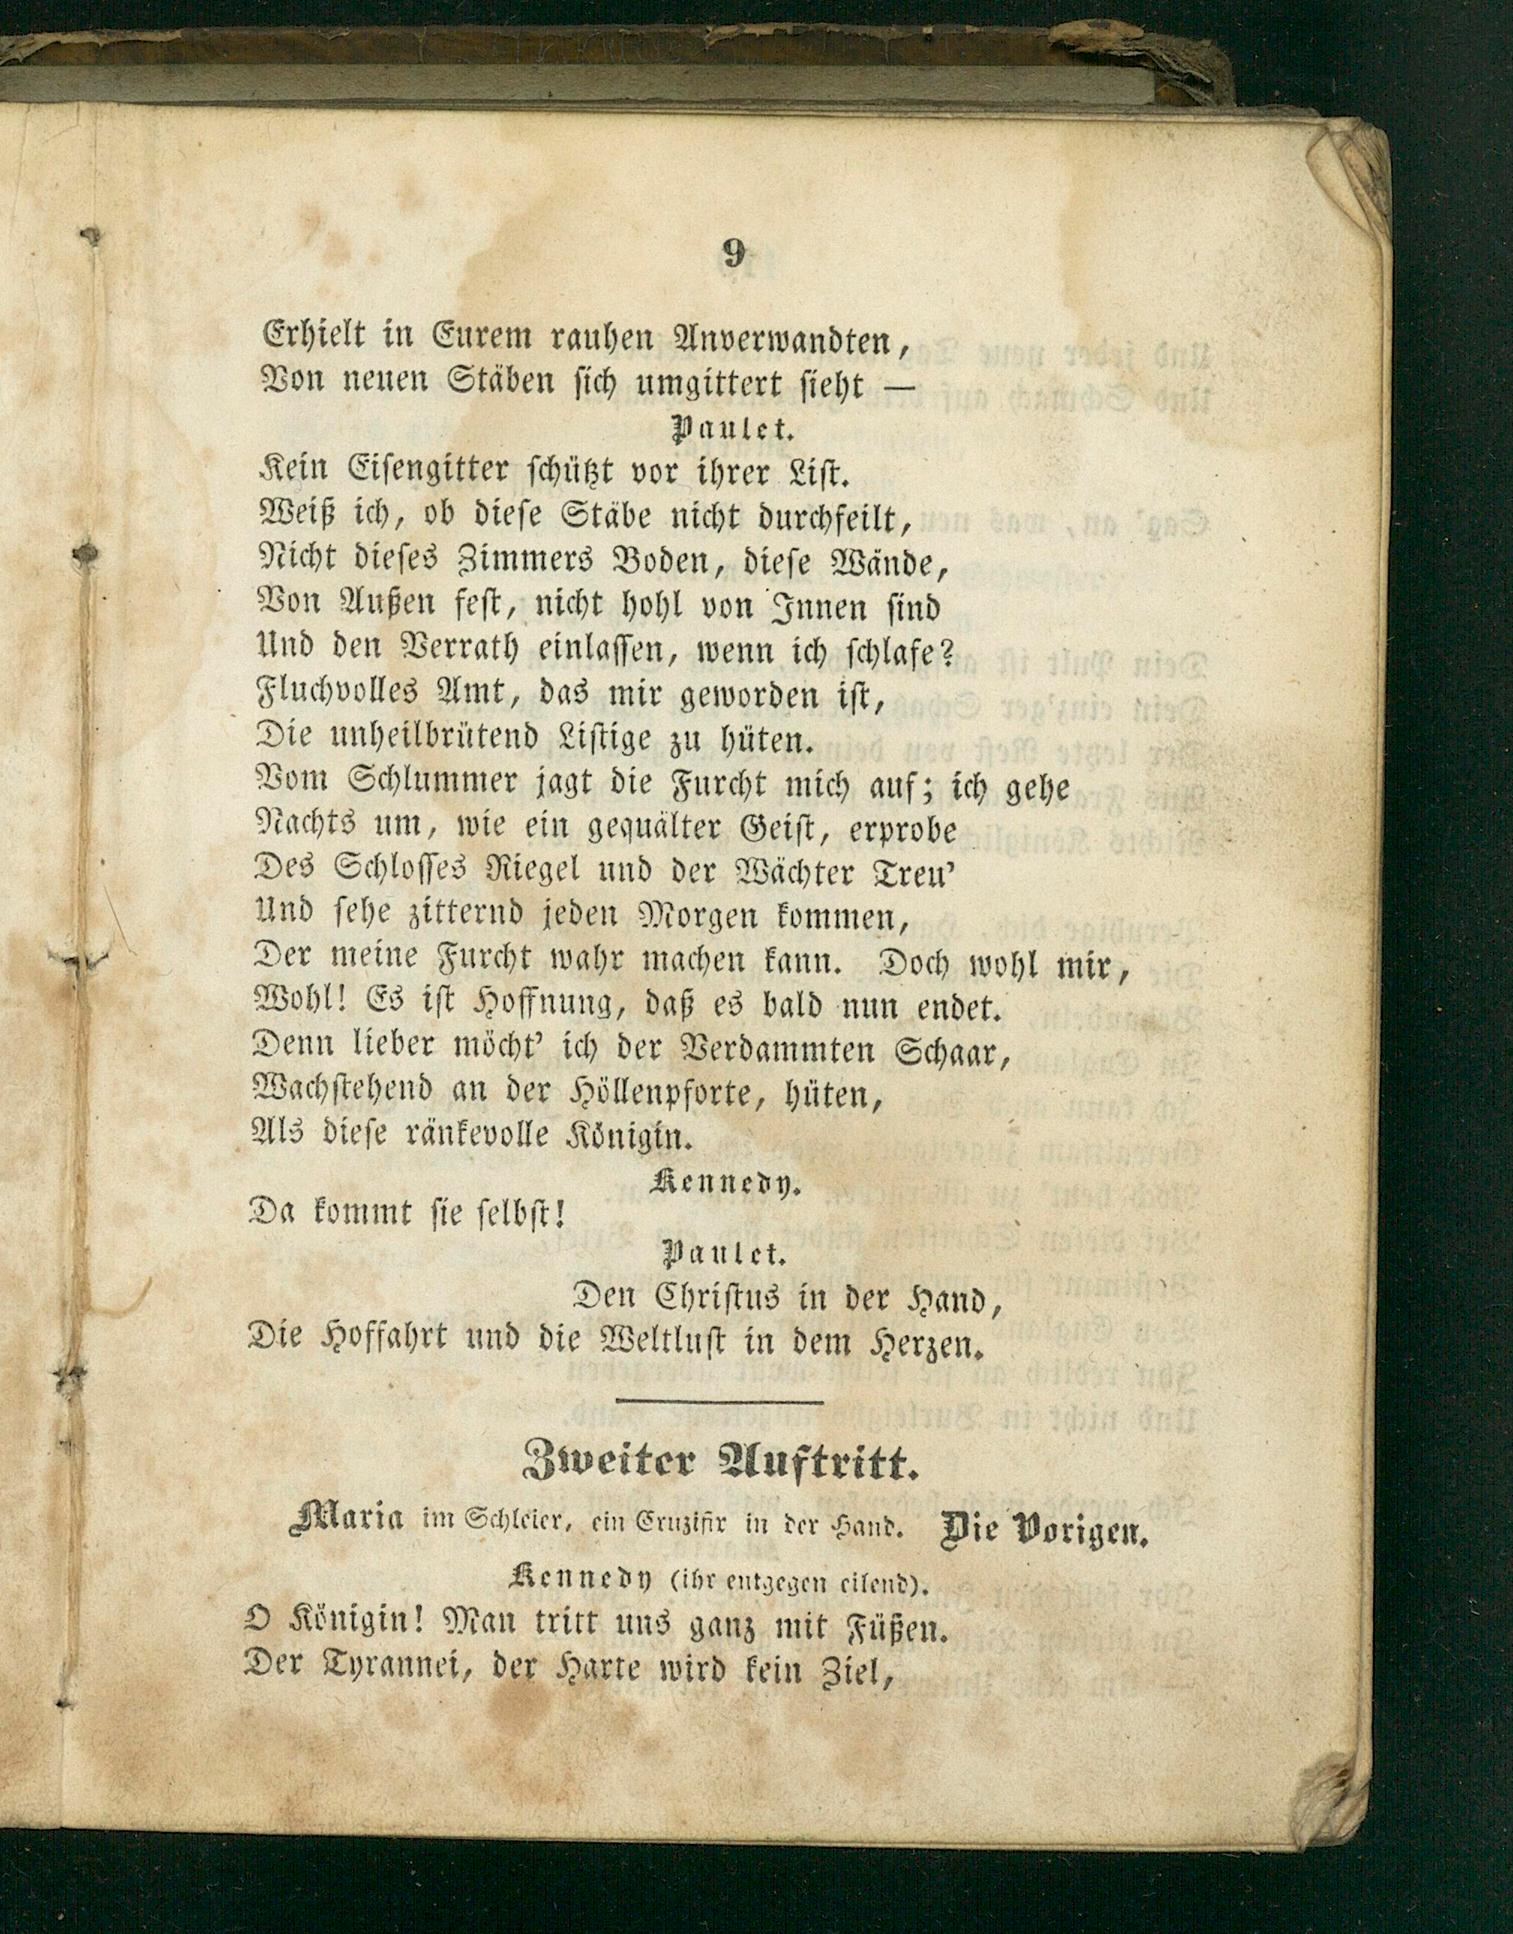 9
Erhielt in Eurem rauhen Anverwandten,
Von neuen Stäben sich umgittert sieht —
Paulet.
Kein Eisengitter schützt vor ihrer List.
Weiß ich, ob diese Stäbe nicht durchfeilt,
Nicht dieses Zimmers Boden, diese Wände,
Von Außen fest, nicht hohl von Innen sind
Und den Verrath einlassen, wenn ich schlafe?
Fluchvolles Amt, das mir geworden ist,
Die unheilbrütend Listige zu hüten.
Vom Schlummer jagt die Furcht mich auf; ich gehe
Nachts um, wie ein gequälter Geist, erprobe
Des Schlosses Riegel und der Wächter Treu’
Und sehe zitternd jeden Morgen kommen,
Der meine Furcht wahr machen kann. Doch wohl mir,
Wohl! Es ist Hoffnung, daß es bald nun endet.
Denn lieber möcht’ ich der Verdammten Schaar,
Wachstehend an der Höllenpforte, hüten,
Als diese ränkevolle Königin.
Kennedy.
Da kommt sie selbst!
Paulet.
Den Christus in der Hand,
Die Hoffahrt und die Weltlust in dem Herzen.
Zweiter Auftritt.
Maria im Schleier, ein Cruzifix in der Hand. Die Vorigen.
Kennedy (ihr entgegen eilend).
O Königin! Man tritt uns ganz mit Füßen.
Der Tyrannei, der Harte wird kein Ziel,